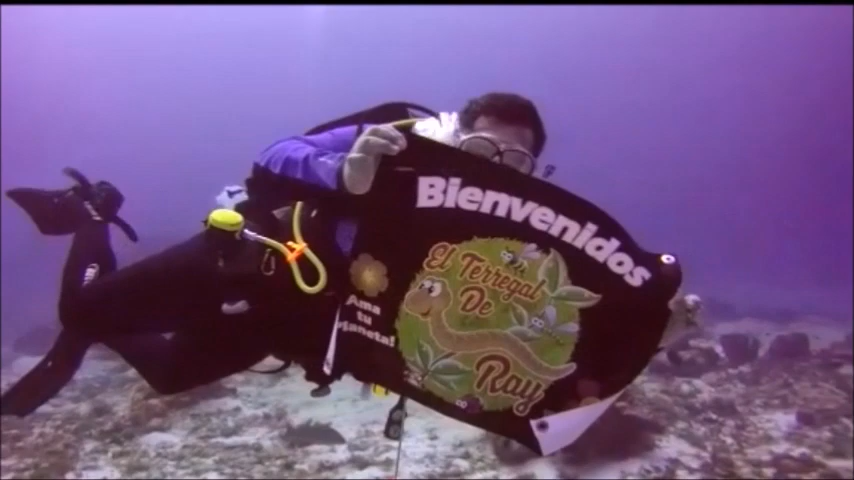 Bienvenidos
El Terregal
De
Ray
Ama
tu
planeta!